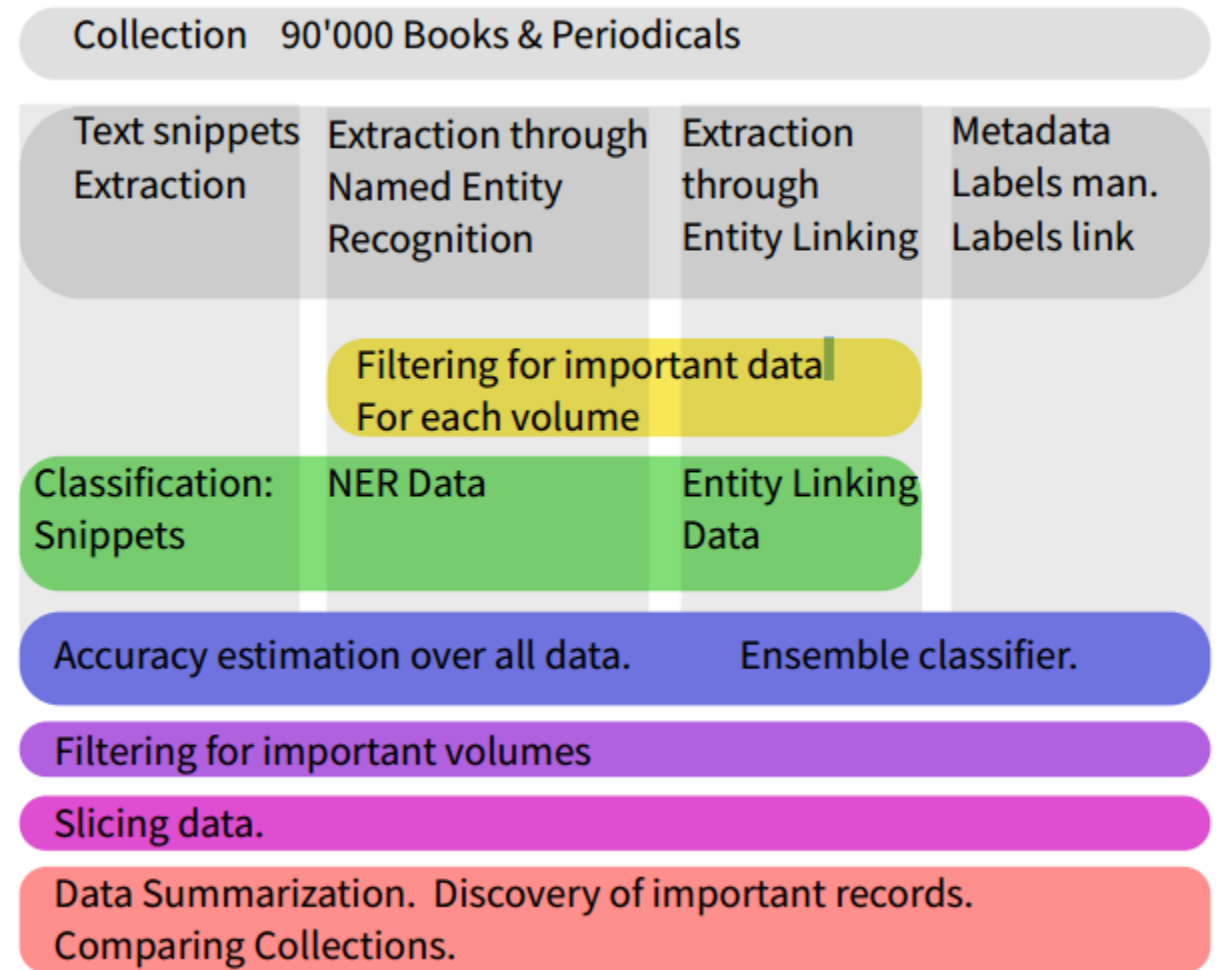 Collection 90'000 Books & Periodicals
Text snippets
Extraction
Extraction through
Named Entity
Recognition
Extraction
through
Entity Linking
Metadata
Labels man.
Labels link
Filtering for important data
For each volume
Classification:
Snippets
NER Data
Entity Linking
Data
Accuracy estimation over all data. Ensemble classifier.
Filtering for important volumes
Slicing data.
Data Summarization. Discovery of important records.
Comparing Collections.